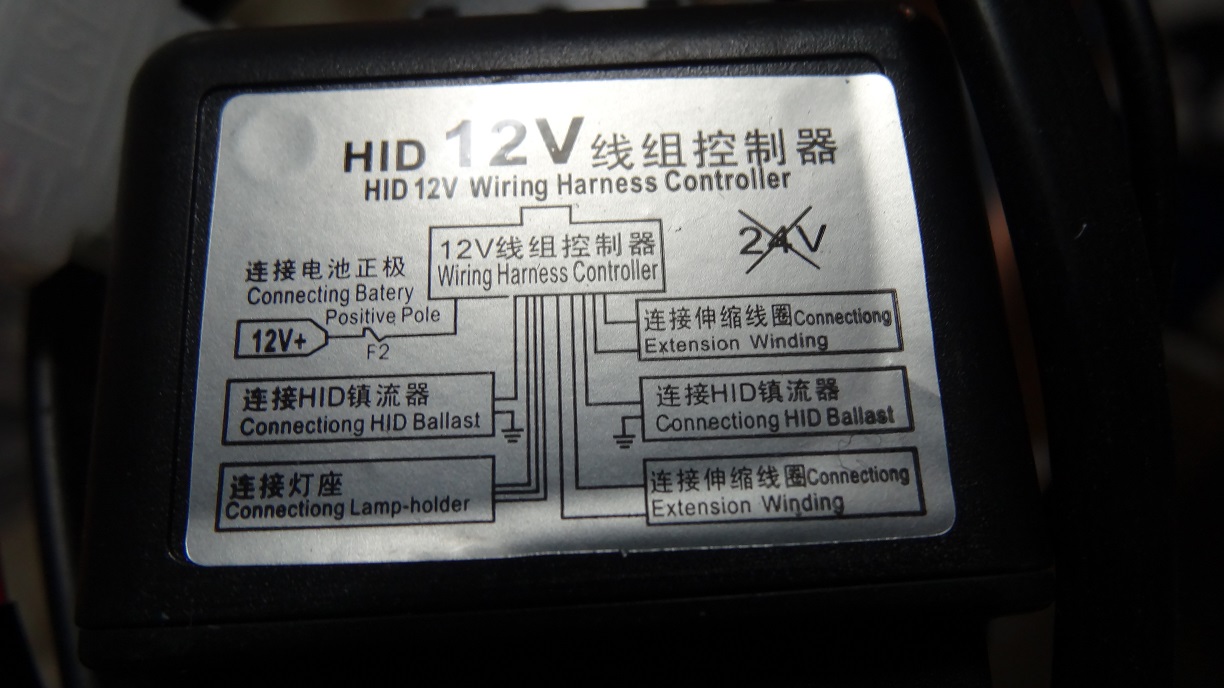 HID 12V 线组控制器
HID 12V Wiring Harness Controller
12V线组控制器
Wiring Harness Controller
24V
连接电池正极
Connecting Batery
Positive Pole
12V+
F2
连接伸缩线圈Connectiong
Extension Winding
连接HID镇流器
Connectiong HID Ballast
连接HID镇流器
Connectiong HID Ballast
连接灯座
Connectiong Lamp-holder
连接伸缩线圈Connectiong
Extension Winding